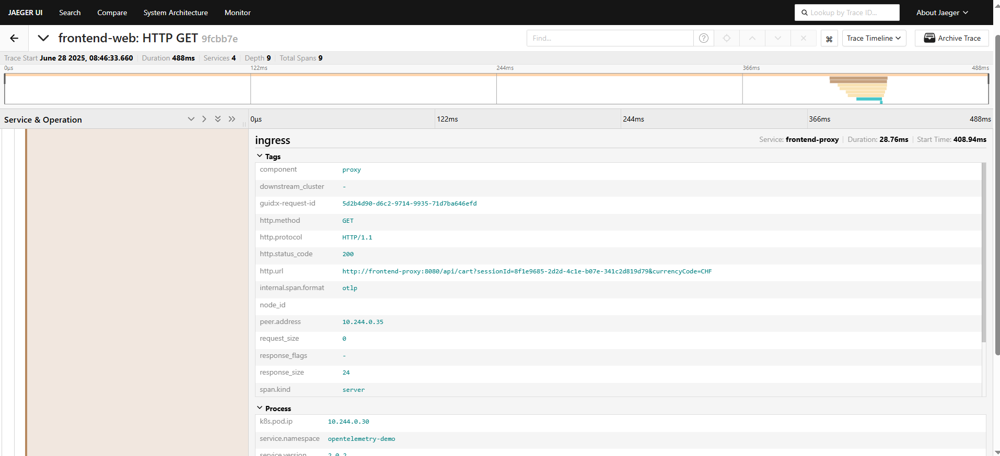 JAEGER UI Search Compare System Architecture Monitor Lookup by Trace ID... About Jaeger
frontend-web: HTTP GET 9fcbb7e Find... ? ⌘ Trace Timeline Archive Trace
Trace Start June 28 2025, 08:46:33.660 Duration 488ms Services 4 Depth 9 Total Spans 9
0μs 122ms 244ms 366ms 488ms
Service & Operation 0μs 122ms 244ms 366ms 488ms
ingress Service: frontend-proxy Duration: 28.76ms Start Time: 408.94ms
Tags
component proxy
downstream_cluster -
guid:x-request-id 5d2b4d90-d6c2-9714-9935-71d7ba646efd
http.method GET
http.protocol HTTP/1.1
http.status_code 200
http.url http://frontend-proxy:8080/api/cart?sessionId=8f1e9685-2d2d-4c1e-b07e-341c2d819d79&currencyCode=CHF
internal.span.format otlp
node_id
peer.address 10.244.0.35
request_size 0
response_flags -
response_size 24
span.kind server
Process
k8s.pod.ip 10.244.0.30
service.namespace opentelemetry-demo
service.version 2.0.2